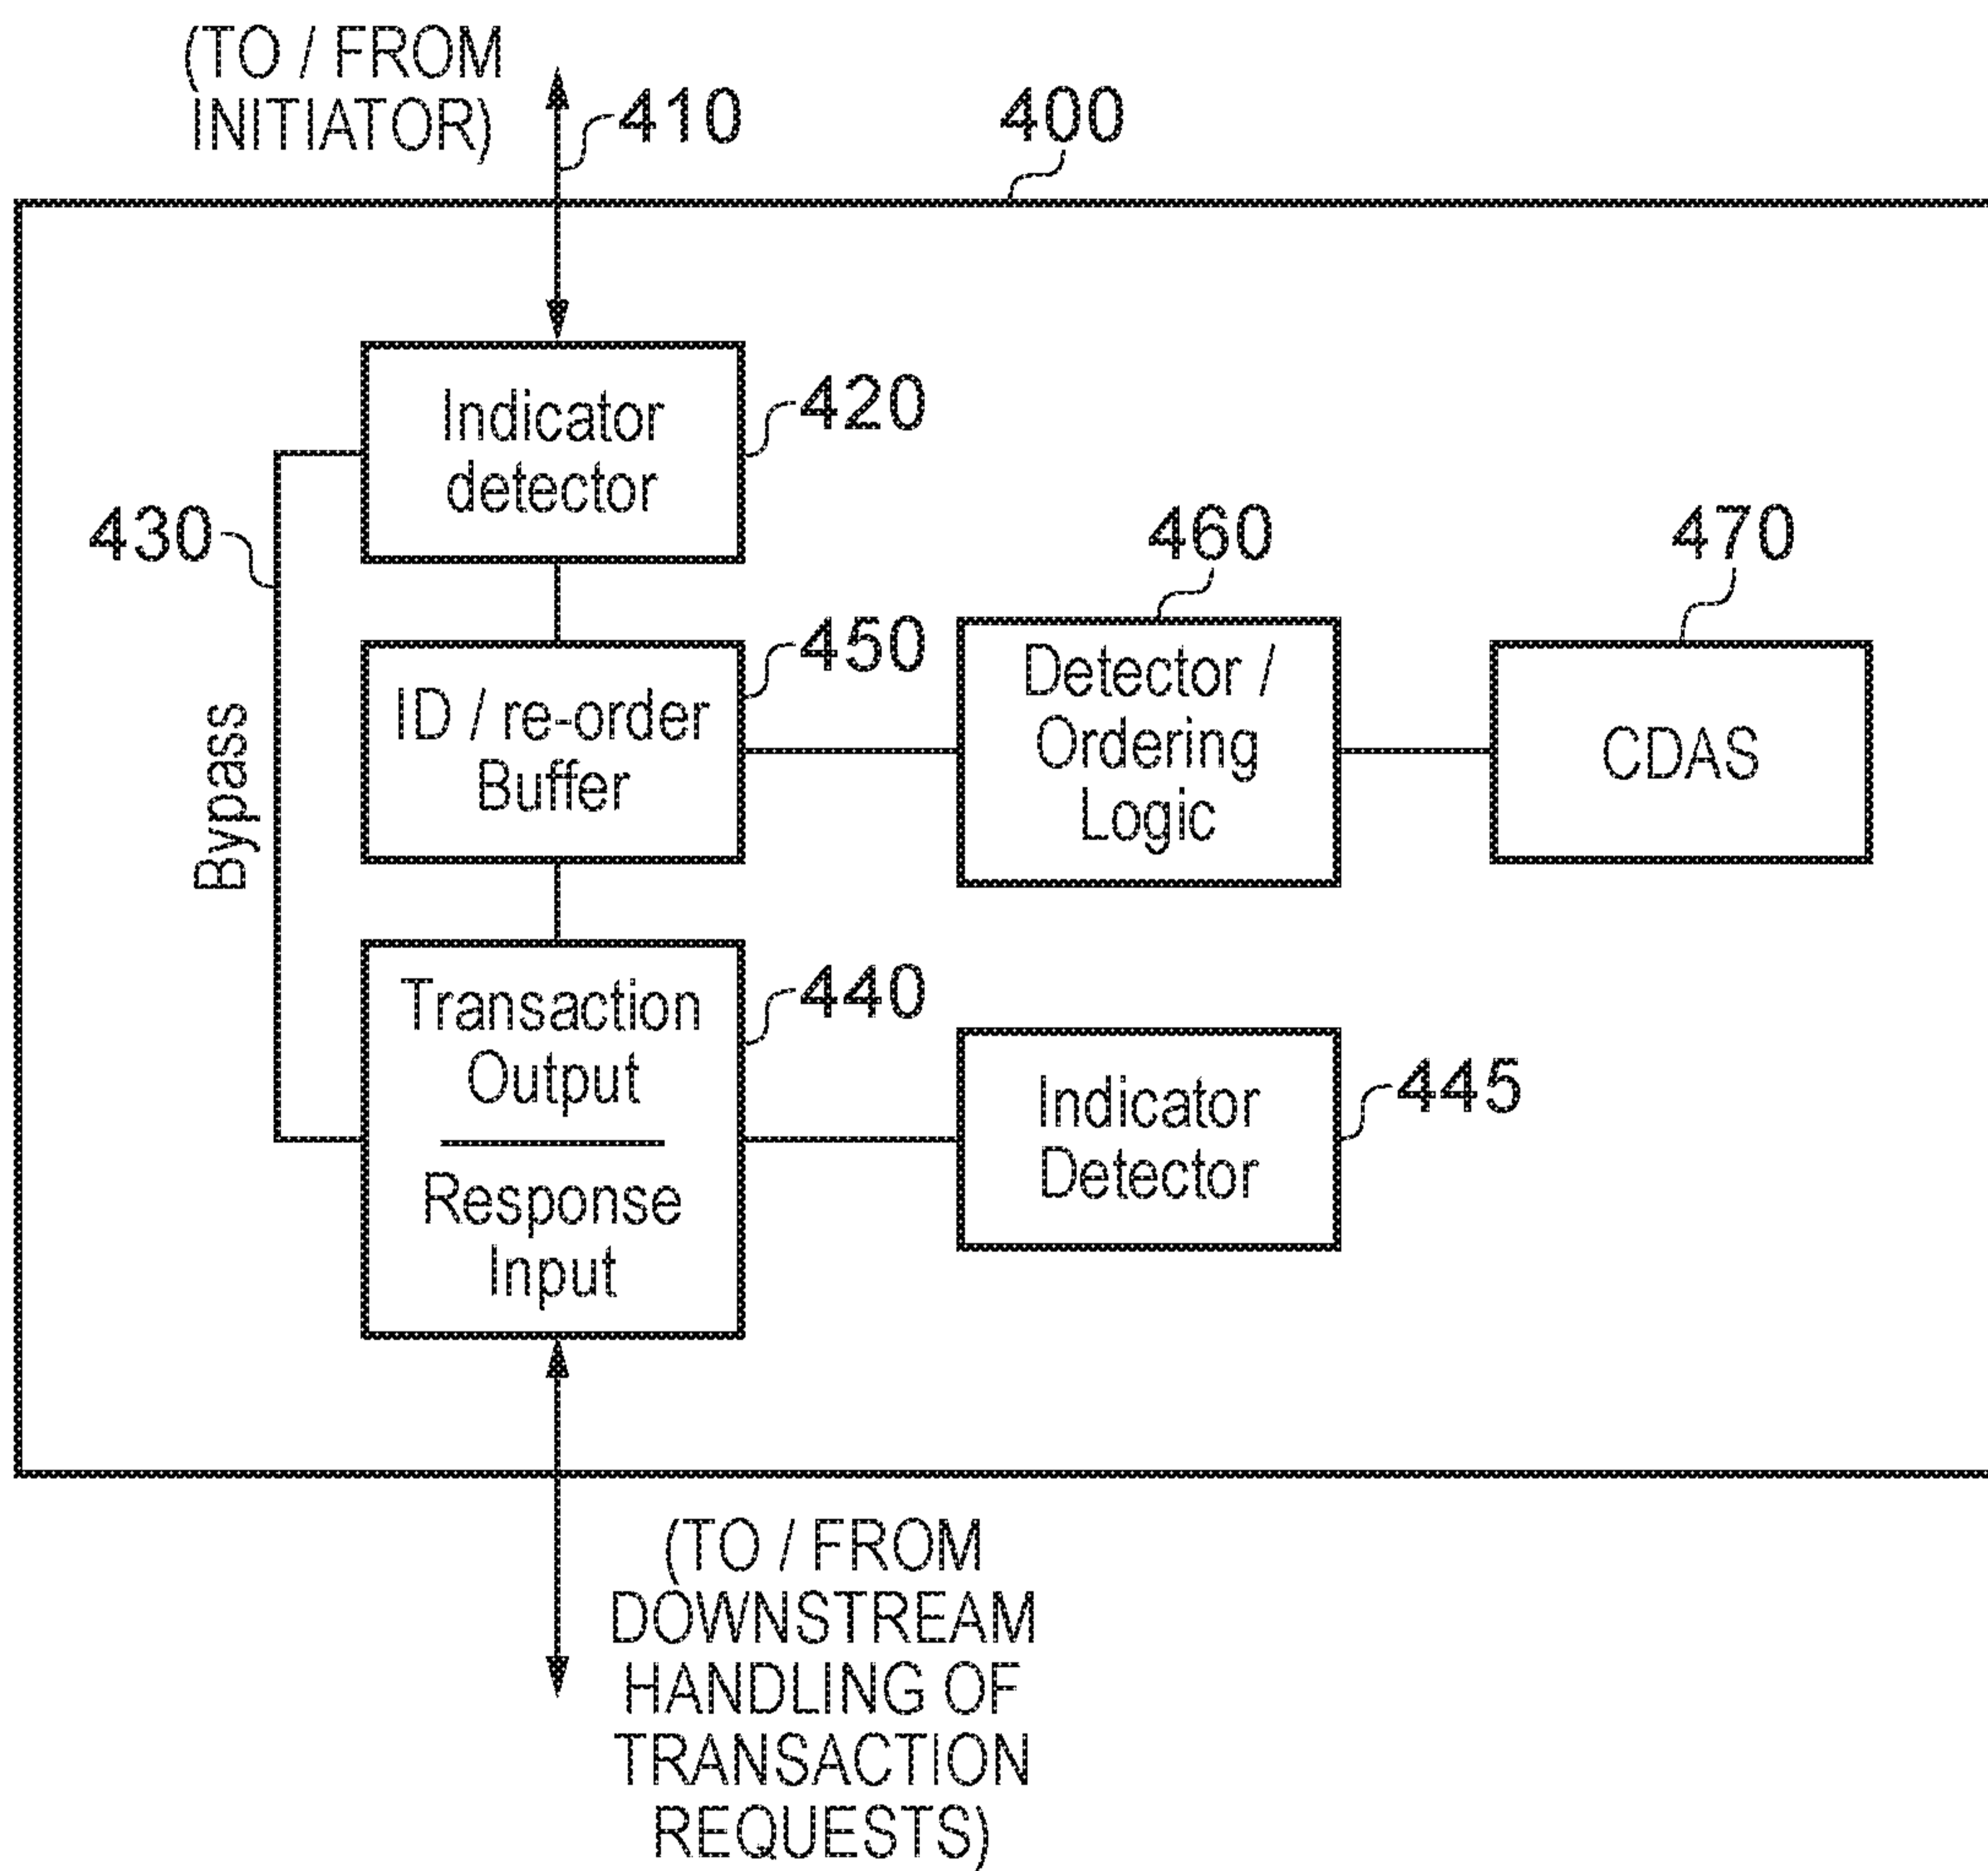 (TO / FROM
INITIATOR)
410
400
Indicator
detector
420
430
Bypass
ID / re-order
Buffer
450
460
Detector /
Ordering
Logic
470
CDAS
Transaction
Output
Response
Input
440
Indicator
Detector
445
(TO / FROM
DOWNSTREAM
HANDLING OF
TRANSACTION
REQUESTS)